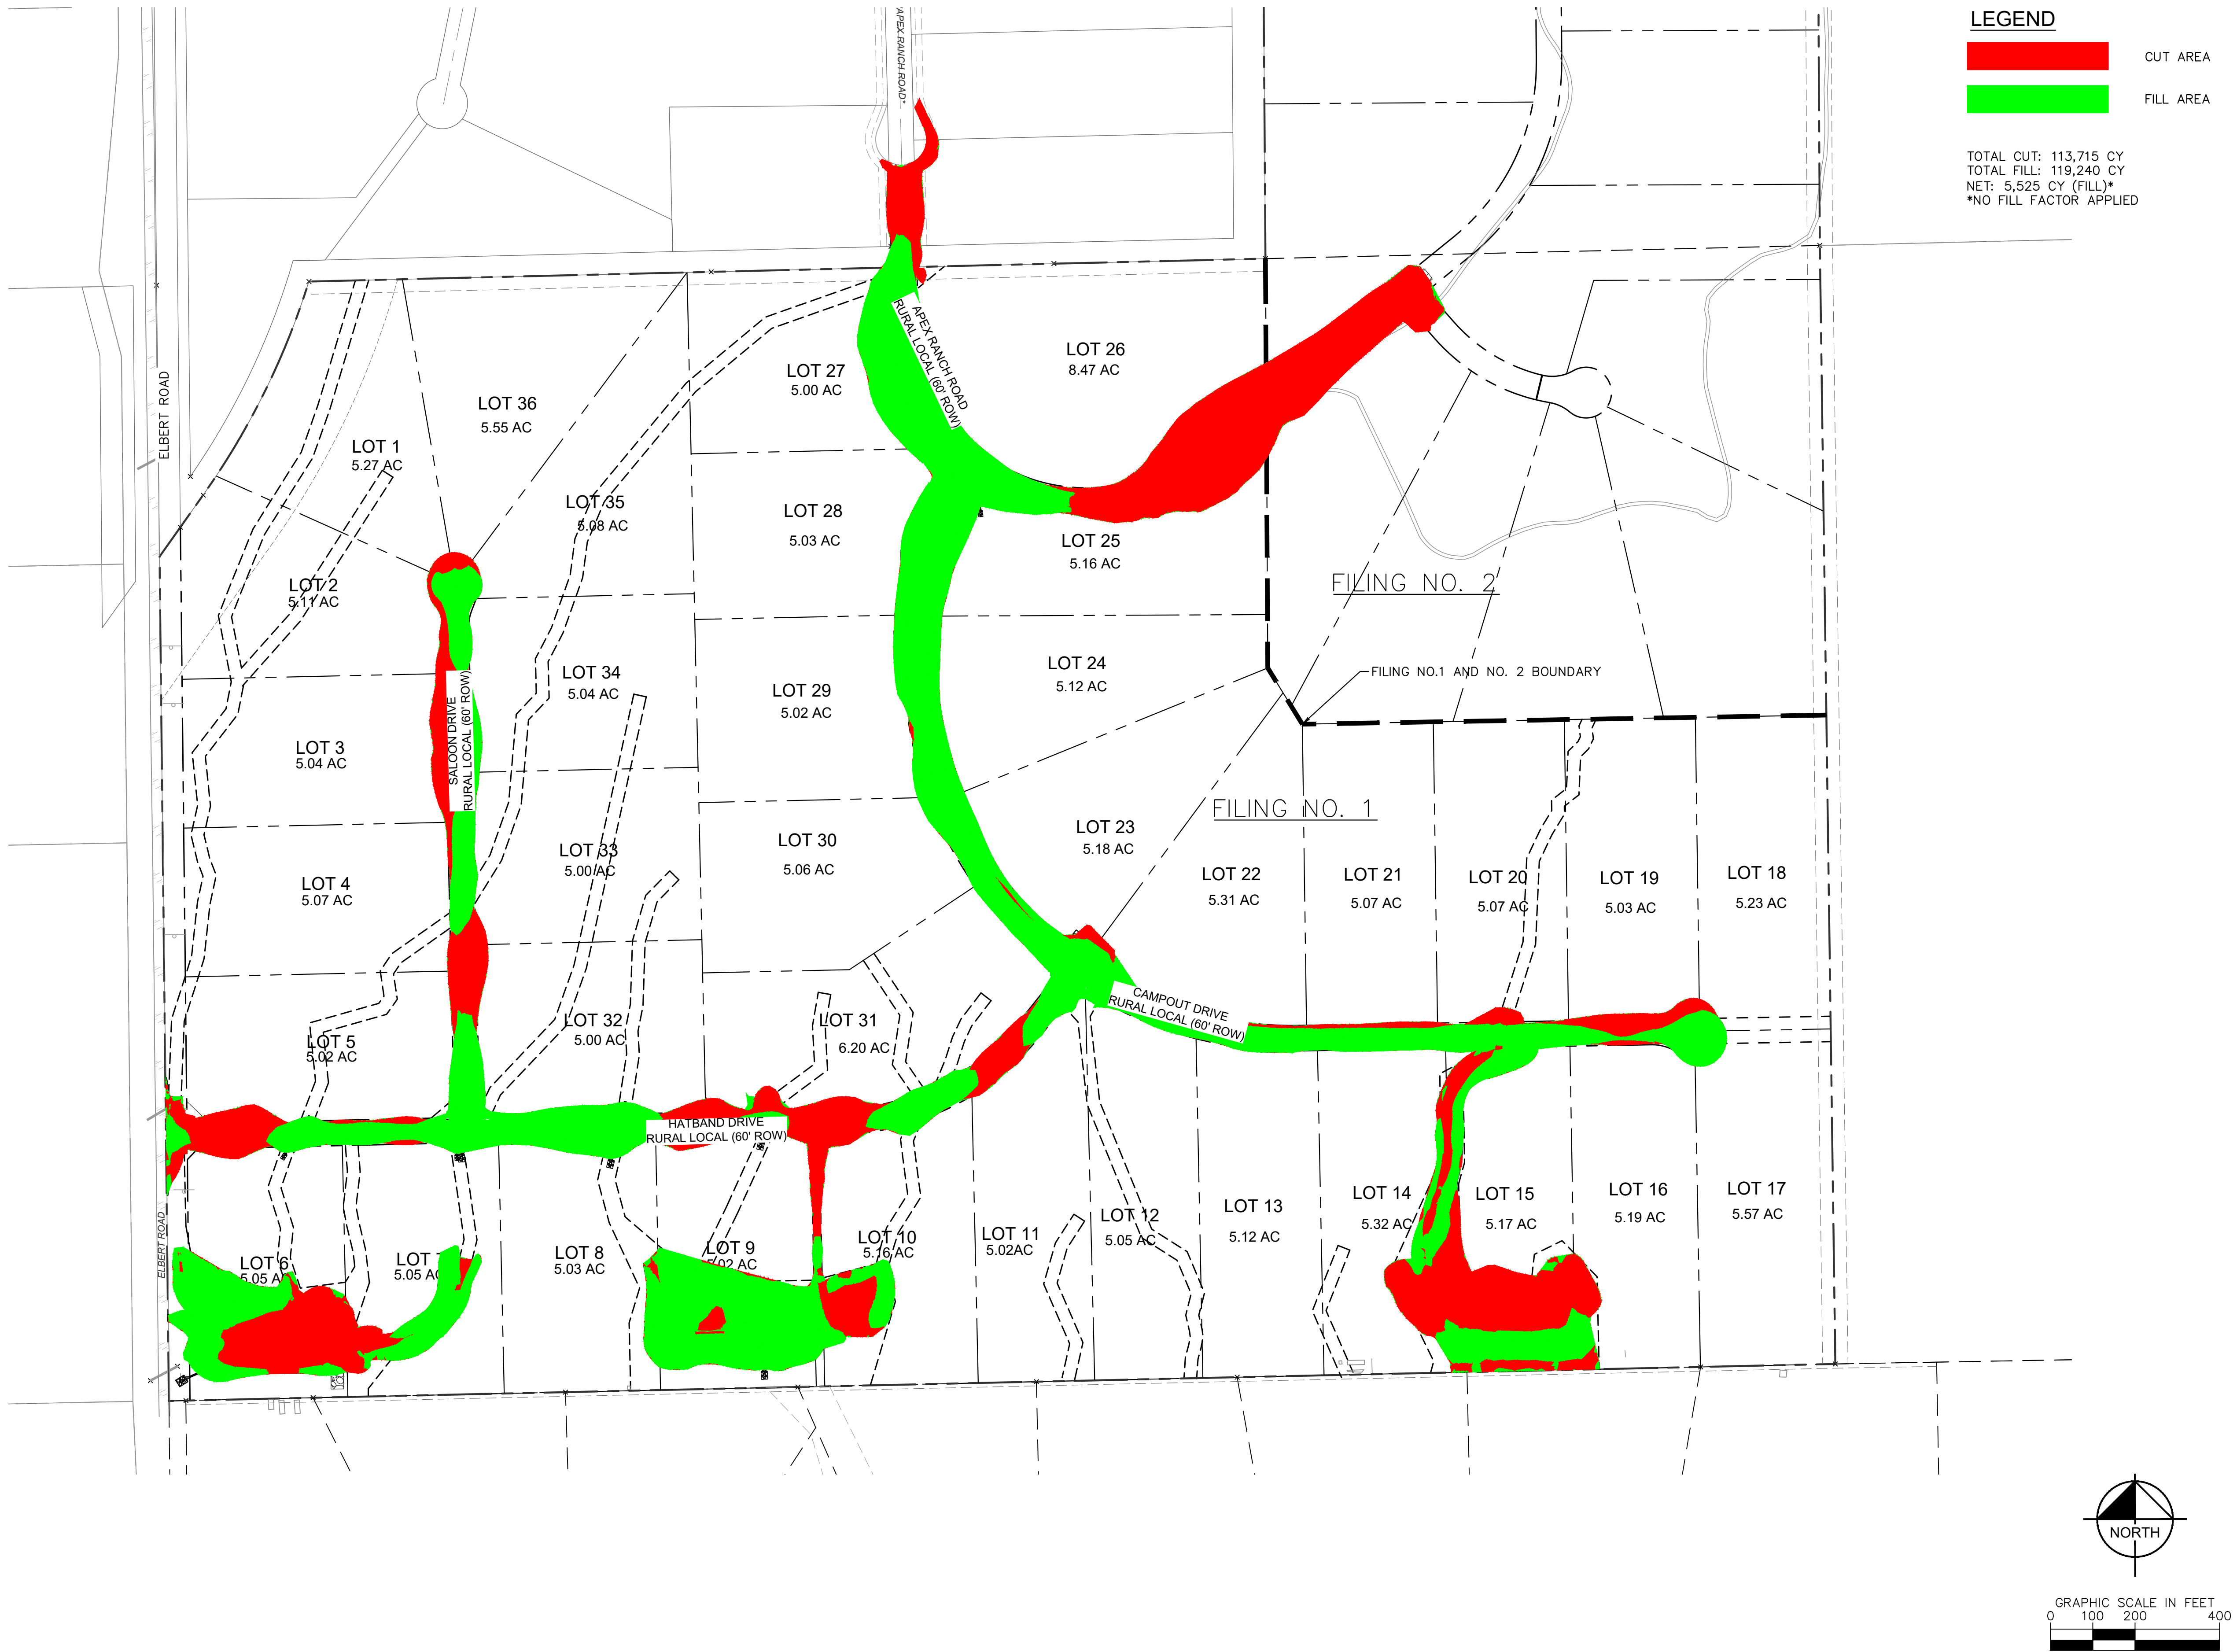 LEGEND
CUT AREA
FILL AREA
TOTAL CUT: 113,715 CY
TOTAL FILL: 119,240 CY
NET: 5,525 CY (FILL)*
*NO FILL FACTOR APPLIED
"APEX RANCH ROAD"
ELBERT ROAD
APEX RANCH ROAD
RURAL LOCAL (60' ROW)
LOT 26
8.47 AC
LOT 27
5.00 AC
LOT 36
5.55 AC
LOT 1
5.27 AC
LOT 35
5.08 AC
LOT 28
5.03 AC
LOT 25
5.16 AC
LOT 2
5.11 AC
FILING NO. 2
LOT 34
5.04 AC
LOT 29
5.02 AC
LOT 24
5.12 AC
FILING NO.1 AND NO. 2 BOUNDARY
SALOON DRIVE
RURAL LOCAL (60' ROW)
LOT 3
5.04 AC
FILING NO. 1
LOT 33
5.00 AC
LOT 30
5.06 AC
LOT 23
5.18 AC
LOT 4
5.07 AC
LOT 22
5.31 AC
LOT 21
5.07 AC
LOT 20
5.07 AC
LOT 19
5.03 AC
LOT 18
5.23 AC
CAMPOUT DRIVE
RURAL LOCAL (60' ROW)
LOT 5
5.02 AC
LOT 32
5.00 AC
LOT 31
6.20 AC
HATBAND DRIVE
RURAL LOCAL (60' ROW)
ELBERT ROAD
LOT 6
5.05 A
LOT
5.05 AC
LOT 8
5.03 AC
LOT 9
5.02 AC
LOT 10
5.16 AC
LOT 11
5.02AC
LOT 12
5.05 AC
LOT 13
5.12 AC
LOT 14
5.32 AC
LOT 15
5.17 AC
LOT 16
5.19 AC
LOT 17
5.57 AC
NORTH
GRAPHIC SCALE IN FEET
0 100 200 400